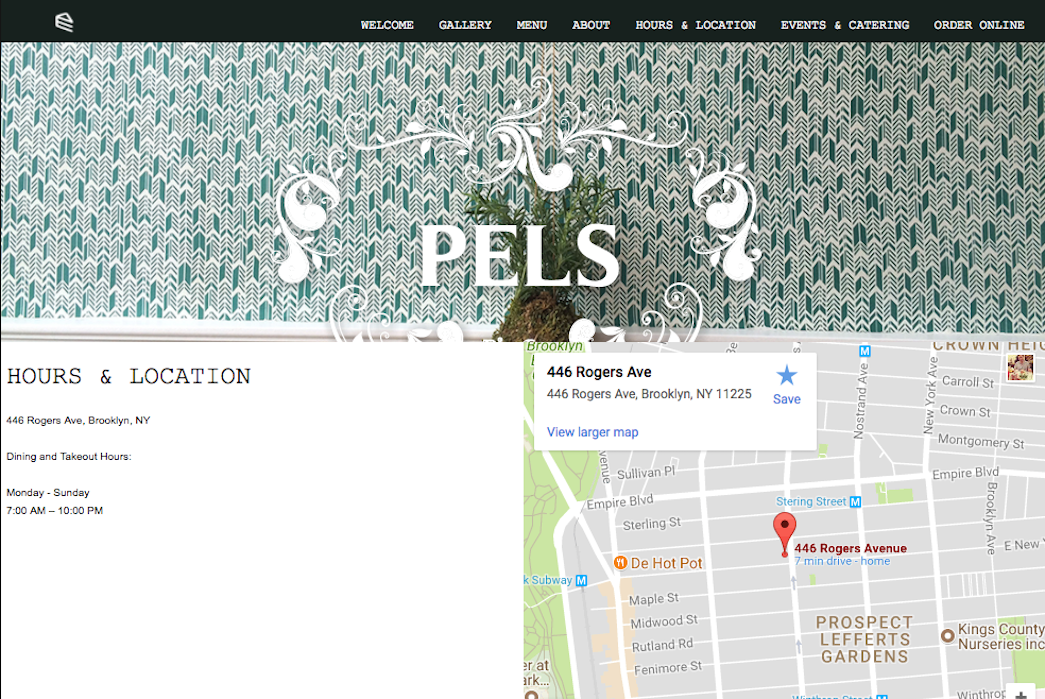 WELCOME GALLERY MENU ABOUT HOURS & LOCATION EVENTS & CATERING ORDER ONLINE
PELS
HOURS & LOCATION
446 Rogers Ave, Brooklyn, NY
Dining and Takeout Hours:
Monday - Sunday
7:00 AM – 10:00 PM
Brooklyn
446 Rogers Ave
446 Rogers Ave, Brooklyn, NY 11225
Save
View larger map
CROWN
Nostrand Ave
New York Ave
Carroll St
Crown St
Montgomery St
Sullivan Pl
Empire Blvd
Empire Blvd
Brooklyn Ave
Stering Street
Sterling St
446 Rogers Avenue
7 min drive - home
E New
De Hot Pot
k Subway
Maple St
Midwood St
Rutland Rd
Fenimore St
PROSPECT
LEFFERTS
GARDENS
Kings County
Nurseries inc
er at
ark...
Winthrop Street
Winthrop